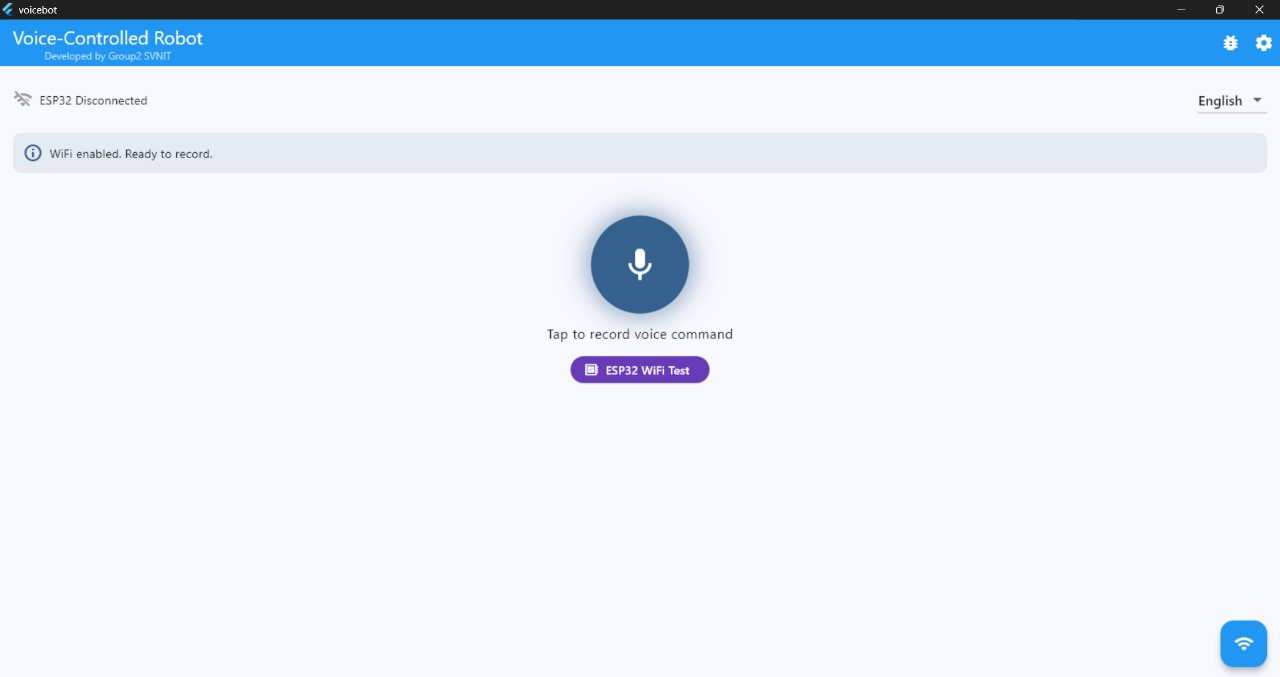 voicebot
Voice-Controlled Robot
Developed by Group2 SVNIT
ESP32 Disconnected
English
WiFi enabled. Ready to record.
Tap to record voice command
ESP32 WiFi Test